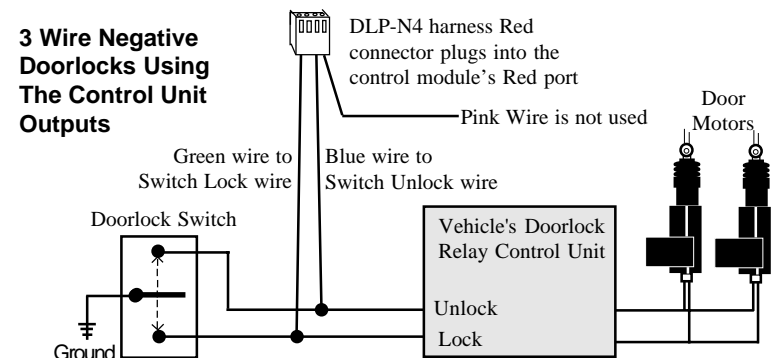 3 Wire Negative
Doorlocks Using
The Control Unit
Outputs
DLP-N4 harness Red
connector plugs into the
control module's Red port
Pink Wire is not used
Door
Motors
Green wire to
Switch Lock wire
Blue wire to
Switch Unlock wire
Doorlock Switch
Vehicle's Doorlock
Relay Control Unit
Unlock
Lock
Ground